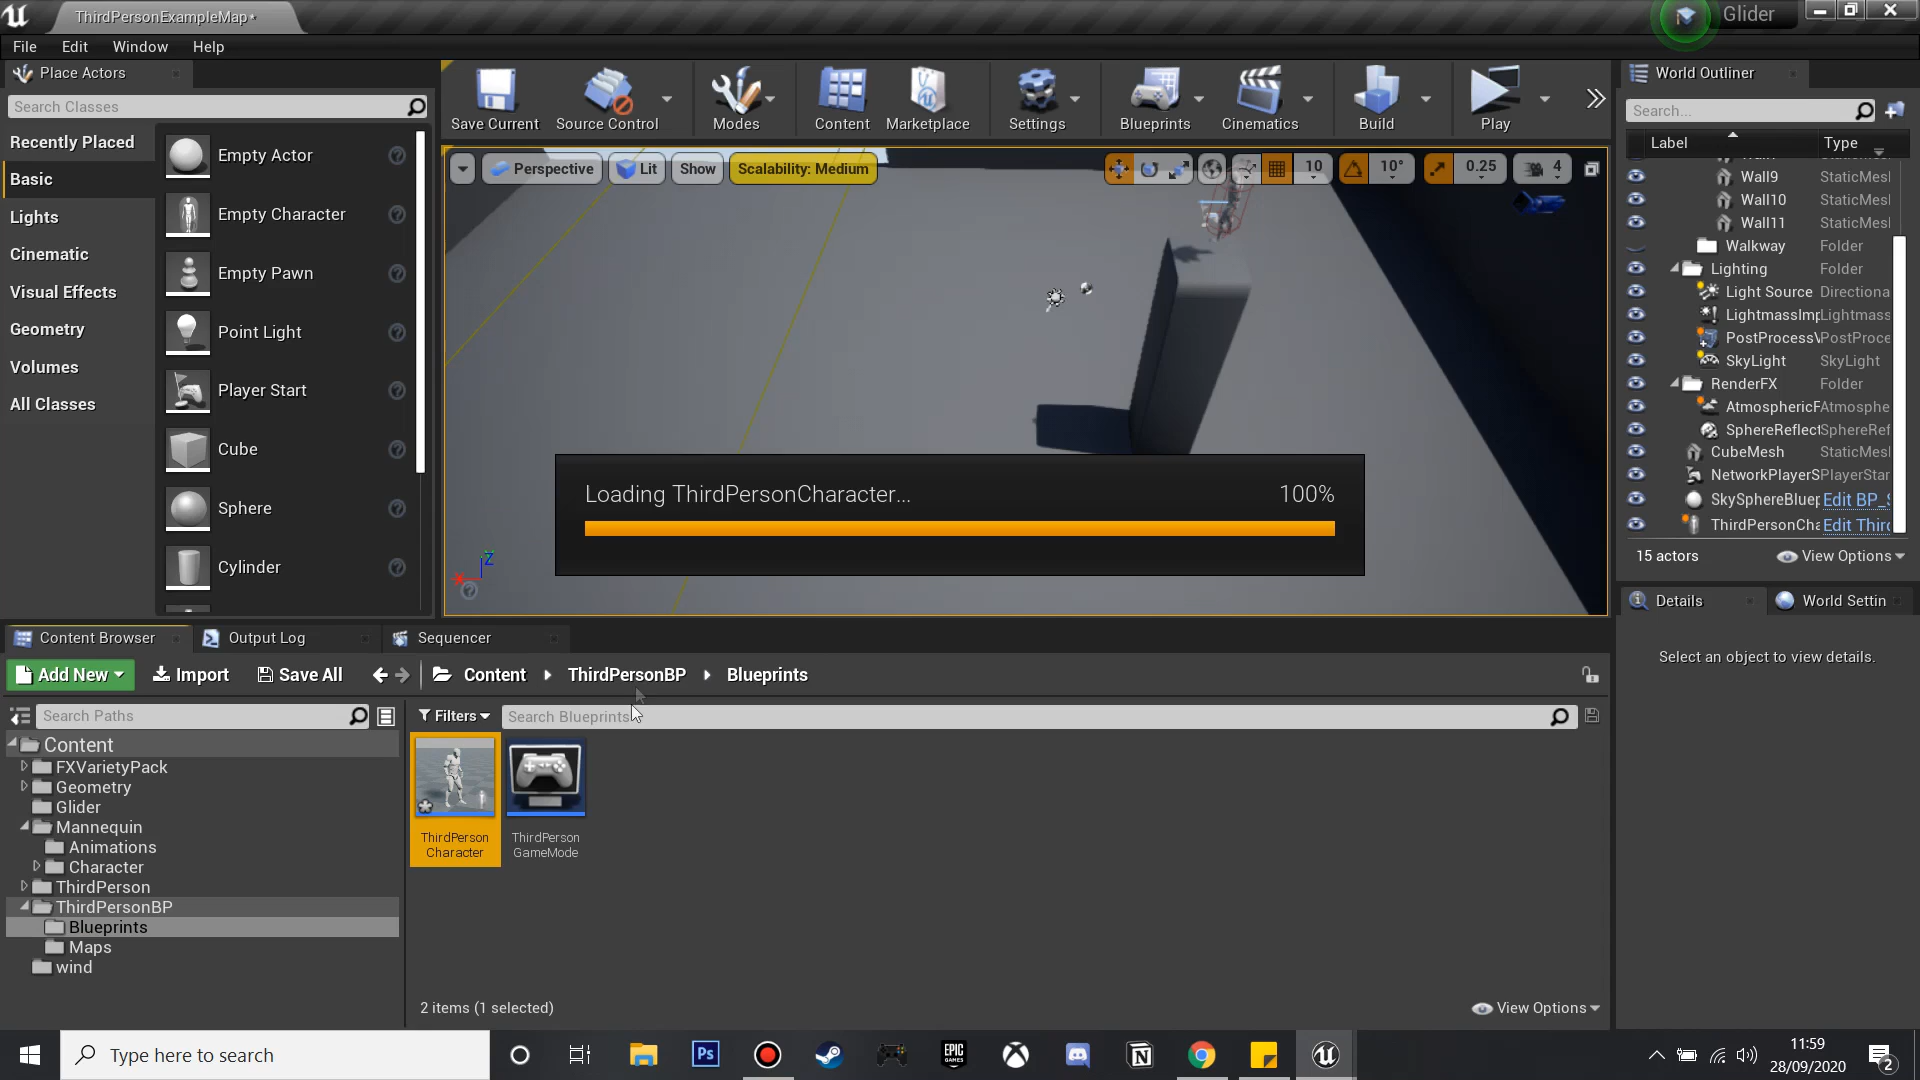 ThirdPersonExampleMap*
Glider
File Edit Window Help
Place Actors
Search Classes
Recently Placed
Basic
Lights
Cinematic
Visual Effects
Geometry
Volumes
All Classes
Empty Actor
Empty Character
Empty Pawn
Point Light
Player Start
Cube
Sphere
Cylinder
Save Current Source Control Modes Content Marketplace Settings Blueprints Cinematics Build Play
Perspective Lit Show Scalability: Medium 10 10° 0.25 4
Loading ThirdPersonCharacter... 100%
Z
World Outliner
Search...
Label Type
Wall9 StaticMesl
Wall10 StaticMesl
Wall11 StaticMesl
Walkway Folder
Lighting Folder
Light Source Directiona
LightmassImp Lightmass
PostProcessV PostProce
SkyLight SkyLight
RenderFX Folder
AtmosphericF Atmosphe
SphereReflect SphereRef
CubeMesh StaticMesl
NetworkPlayerS PlayerStar
SkySphereBluep Edit BP_S
ThirdPersonCha Edit Third
15 actors View Options
Details World Settin
Select an object to view details.
Content Browser Output Log Sequencer
Add New Import Save All Content ThirdPersonBP Blueprints
Search Paths
Filters Search Blueprints
Content
FXVarietyPack
Geometry
Glider
Mannequin
Animations
Character
ThirdPerson
ThirdPersonBP
Blueprints
Maps
wind
ThirdPerson
Character
ThirdPerson
GameMode
2 items (1 selected) View Options
Type here to search
Ps
EPIC
GAMES
11:59
28/09/2020
2